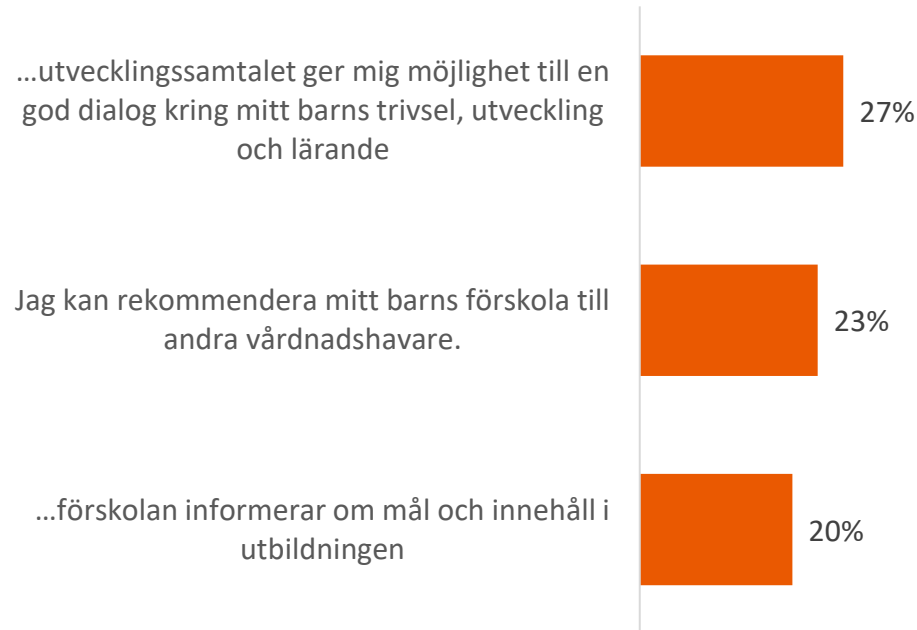 ...utvecklingssamtalet ger mig möjlighet till en
god dialog kring mitt barns trivsel, utveckling
och lärande
27%
Jag kan rekommendera mitt barns förskola till
andra vårdnadshavare.
23%
...förskolan informerar om mål och innehåll i
utbildningen
20%